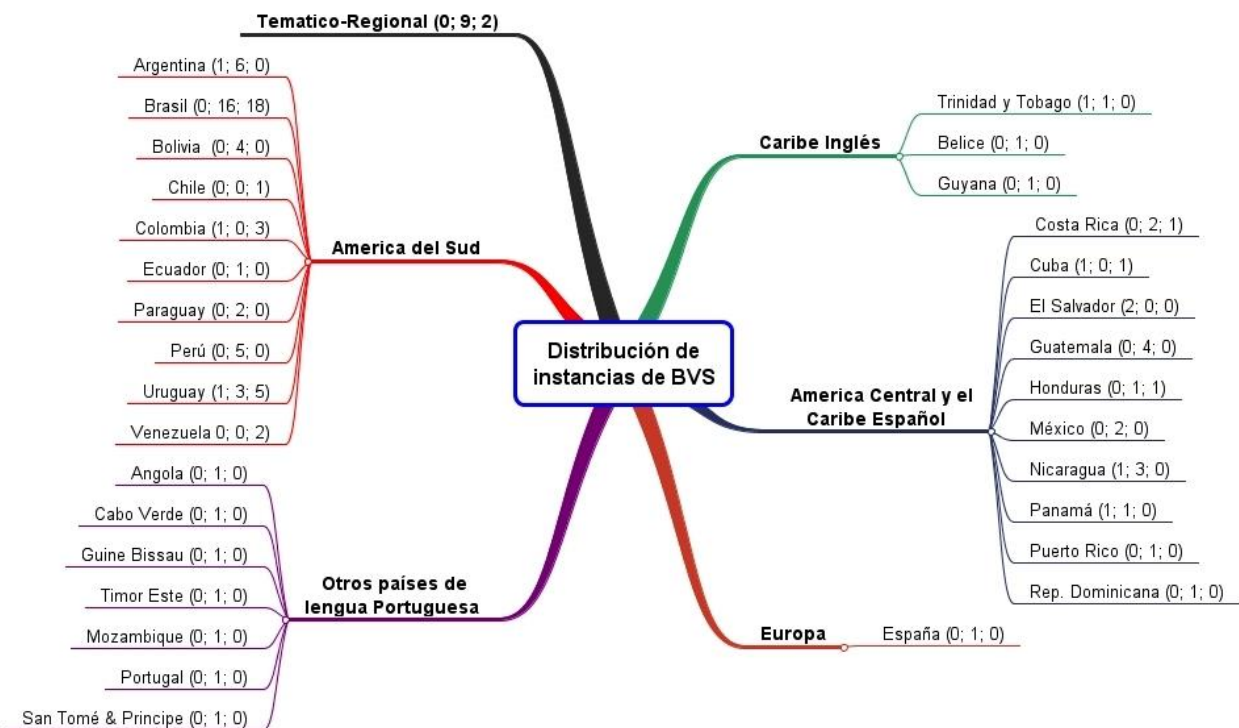 Tematico-Regional (0; 9; 2)
Argentina (1; 6; 0)
Brasil (0; 16; 18)
Bolivia (0; 4; 0)
Chile (0; 0; 1)
Colombia (1; 0; 3)
Ecuador (0; 1; 0)
Paraguay (0; 2; 0)
Perú (0; 5; 0)
Uruguay (1; 3; 5)
Venezuela 0; 0; 2)
America del Sud
Angola (0; 1; 0)
Cabo Verde (0; 1; 0)
Guine Bissau (0; 1; 0)
Timor Este (0; 1; 0)
Mozambique (0; 1; 0)
Portugal (0; 1; 0)
San Tomé & Principe (0; 1; 0)
Otros países de
lengua Portuguesa
Distribución de
instancias de BVS
Caribe Inglés
Trinidad y Tobago (1; 1; 0)
Belice (0; 1; 0)
Guyana (0; 1; 0)
America Central y el
Caribe Español
Costa Rica (0; 2; 1)
Cuba (1; 0; 1)
El Salvador (2; 0; 0)
Guatemala (0; 4; 0)
Honduras (0; 1; 1)
México (0; 2; 0)
Nicaragua (1; 3; 0)
Panamá (1; 1; 0)
Puerto Rico (0; 1; 0)
Rep. Dominicana (0; 1; 0)
Europa
España (0; 1; 0)